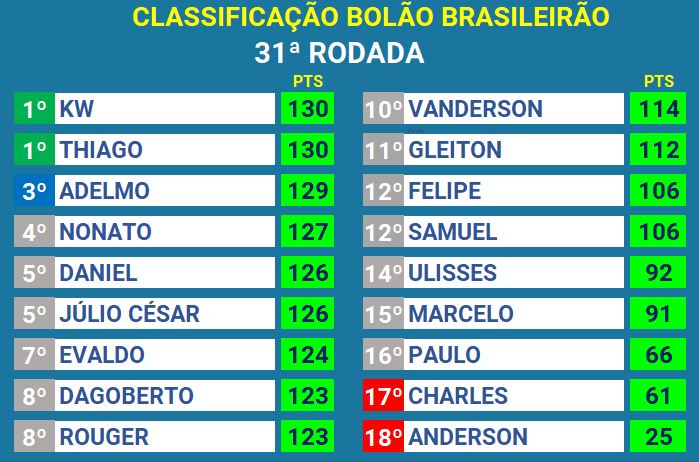 CLASSIFICAÇÃO BOLÃO BRASILEIRÃO
31ª RODADA
PTS
1º KW 130
1º THIAGO 130
3º ADELMO 129
4º NONATO 127
5º DANIEL 126
5º JÚLIO CÉSAR 126
7º EVALDO 124
8º DAGOBERTO 123
8º ROUGER 123
PTS
10º VANDERSON 114
11º GLEITON 112
12º FELIPE 106
12º SAMUEL 106
14º ULISSES 92
15º MARCELO 91
16º PAULO 66
17º CHARLES 61
18º ANDERSON 25